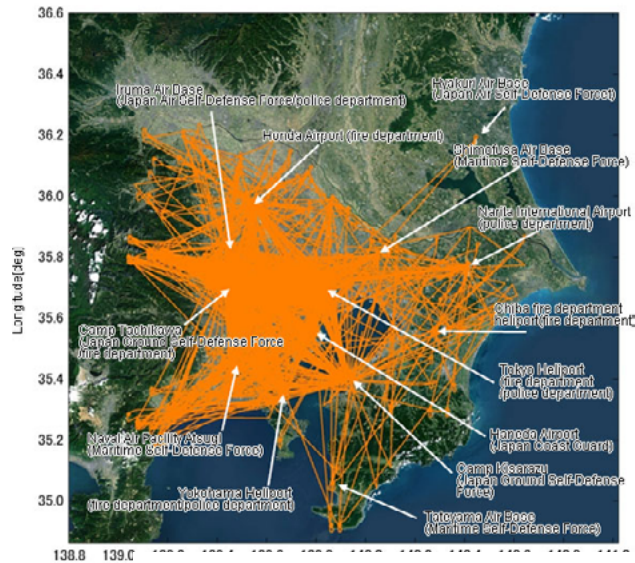 36.6
36.4
36.2
36.0
35.8
35.6
35.4
35.2
35.0
Longitude[deg]
Iruma Air Base
(Japan Air Self-Defense Force/police department)
Honda Airport (fire department)
Hyakuri Air Base
(Japan Air Self-Defense Force)
Shimofusa Air Base
(Maritime Self-Defense Force)
Narita International Airport
(police department)
Chiba fire department
heliport(fire department)
Camp Tachikawa
(Japan Ground Self-Defense Force
/fire department)
Tokyo Heliport
(fire department
/police department)
Naval Air Facility Atsugi
(Maritime Self-Defense Force)
Haneda Airport
(Japan Coast Guard)
Yokohama Heliport
(fire department/police department)
Camp Kisarazu
(Japan Ground Self-Defense
Force)
Tateyama Air Base
(Maritime Self-Defense Force)
138.8 139.0